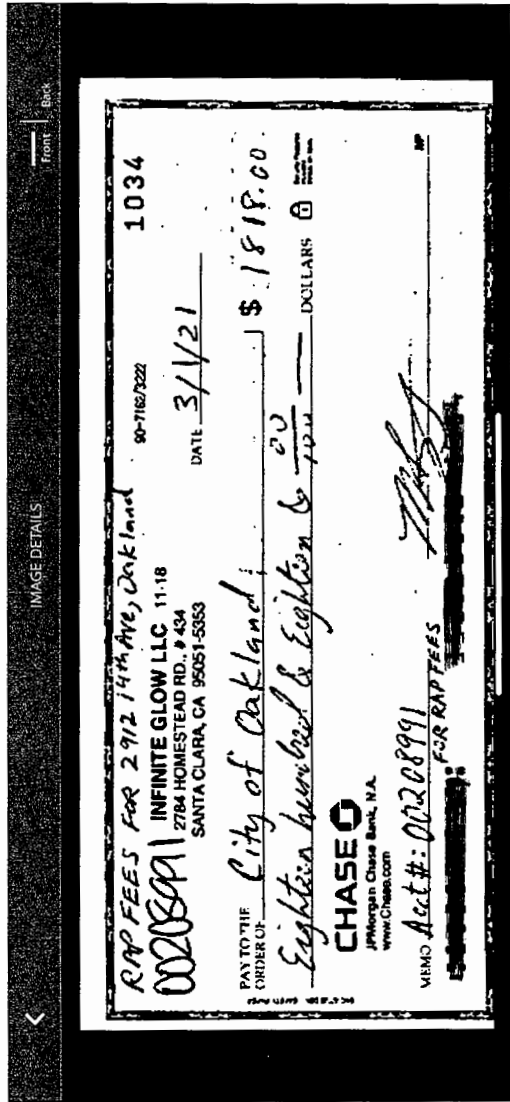 IMAGE DETAILS
Front Back
RAP FEES FOR 2912 14th Ave, Oakland
00208991
INFINITE GLOW LLC 11-18
2784 HOMESTEAD RD., # 434
SANTA CLARA, CA 95051-5353
90-7162/3222
1034
DATE 3/1/21
PAY TO THE
ORDER OF City of Oakland
$ 1818.00
Eighteen hundred & Eighteen & 00/100 DOLLARS
CHASE
JPMorgan Chase Bank, N.A.
www.Chase.com
MEMO Acct#: 00208991
FOR RAP FEES
MP